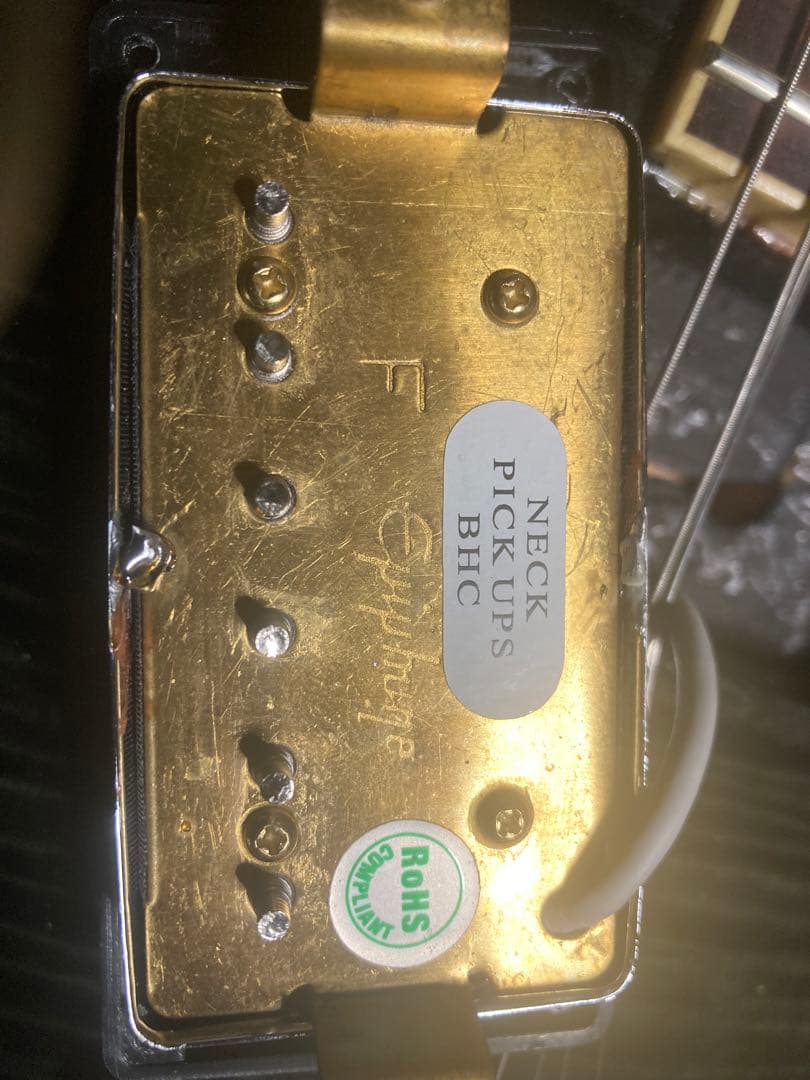 F
Epiphone
NECK
PICK UPS
BHC
RoHS
COMPLIANT